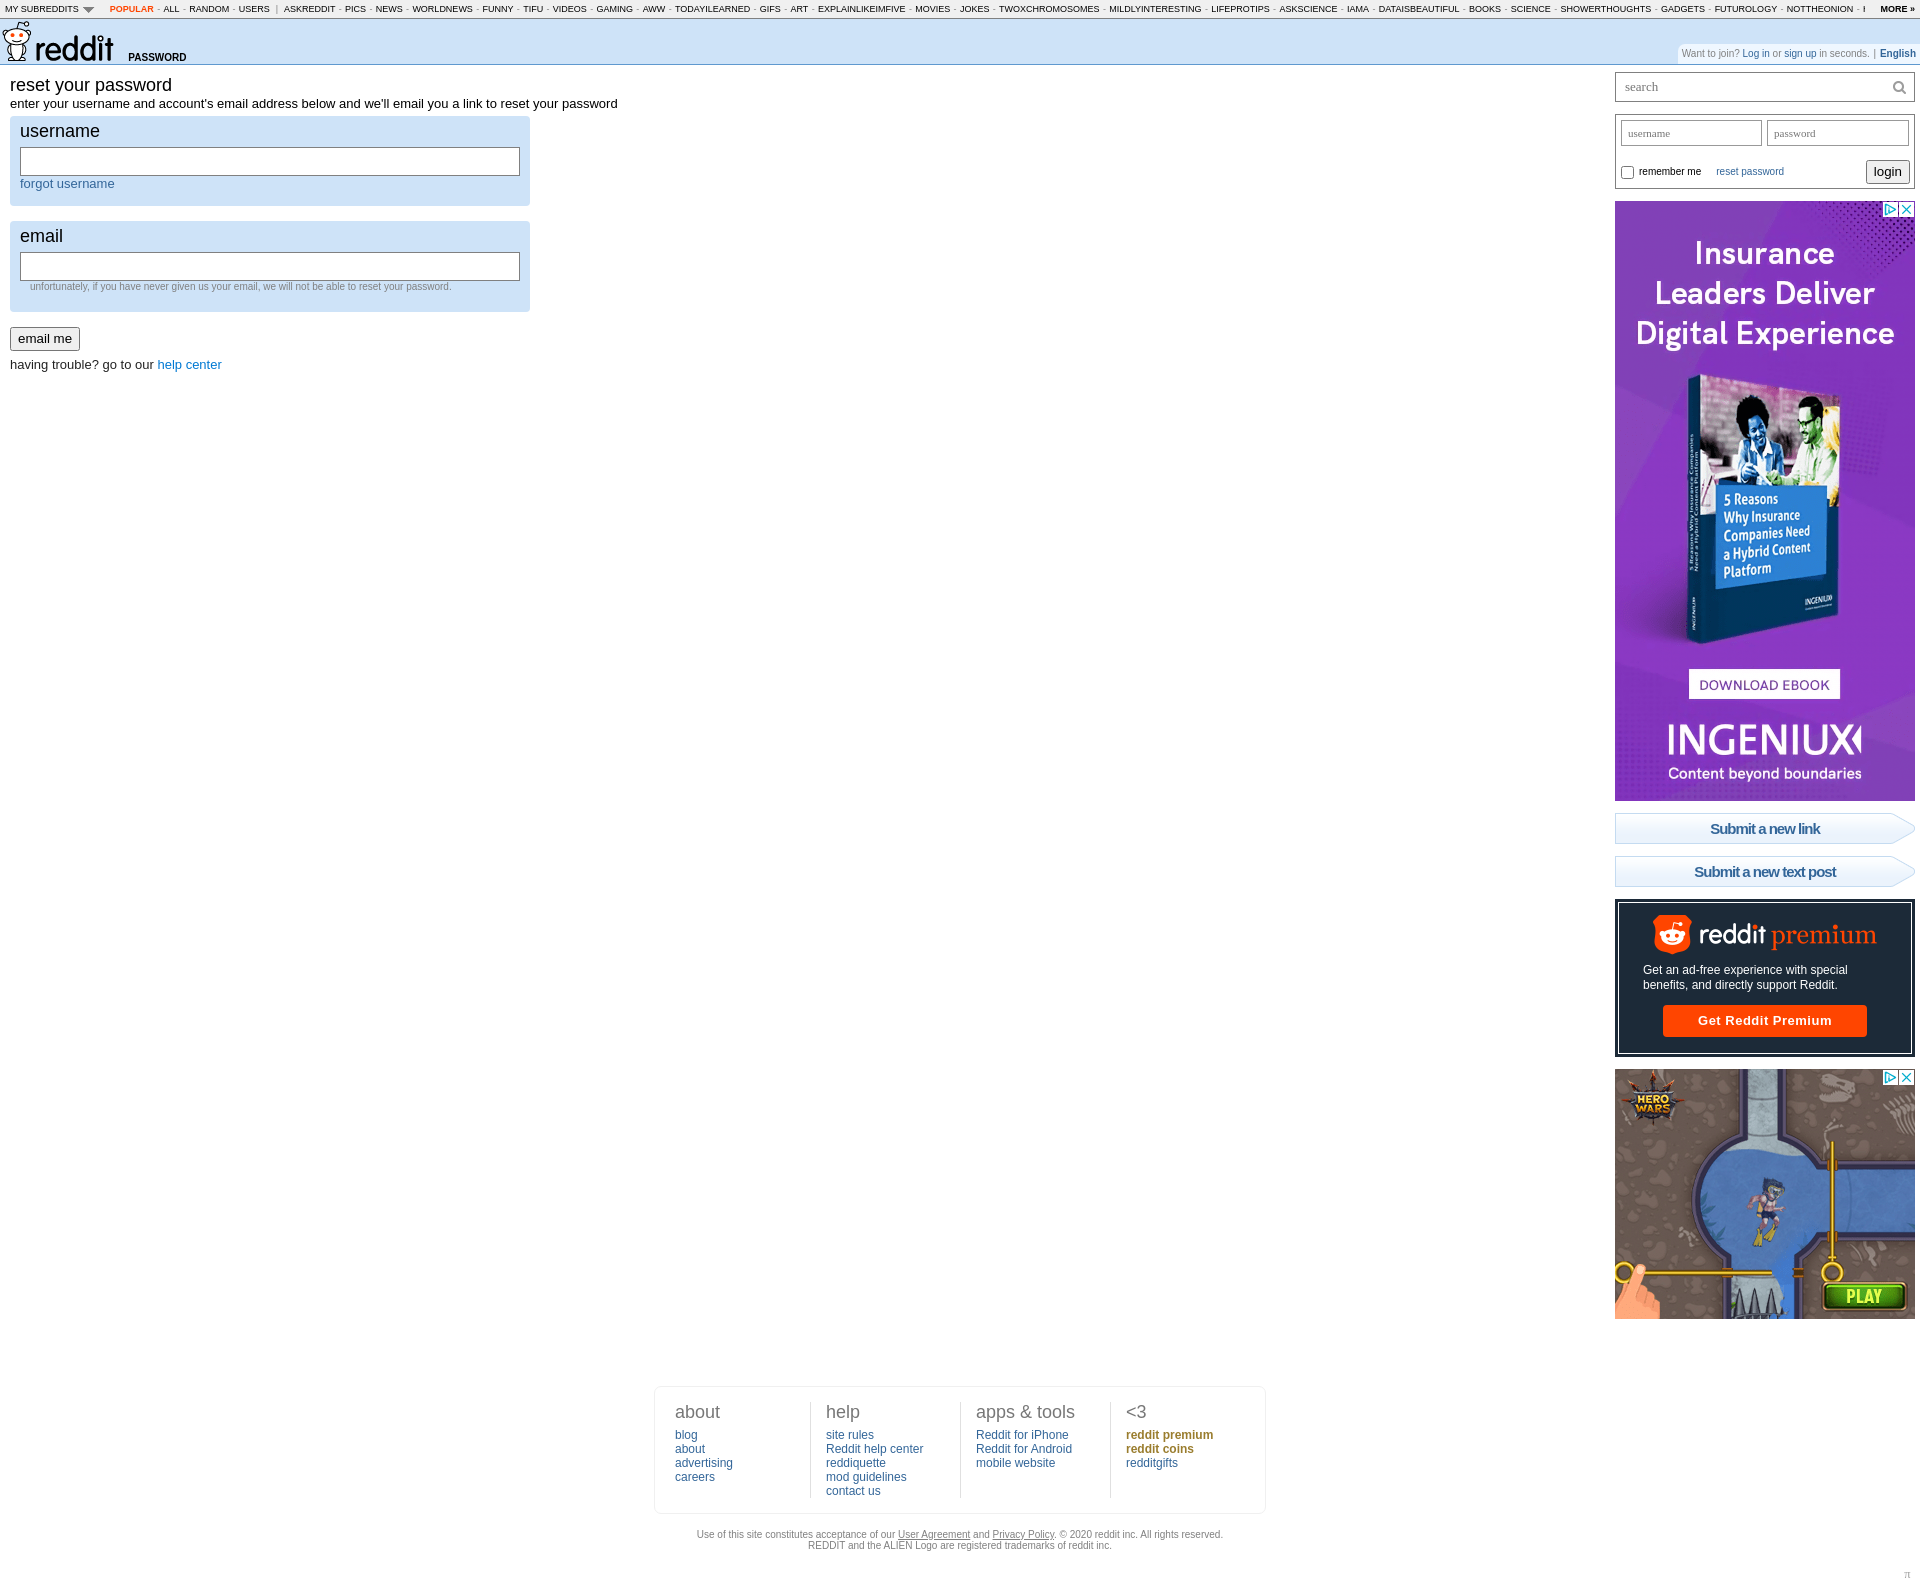 MY SUBREDDITS POPULAR - ALL - RANDOM - USERS | ASKREDDIT - PICS - NEWS - WORLDNEWS - FUNNY - TIFU - VIDEOS - GAMING - AWW - TODAYILEARNED - GIFS - ART - EXPLAINLIKEIMFIVE - MOVIES - JOKES - TWOXCHROMOSOMES - MILDLYINTERESTING - LIFEPROTIPS - ASKSCIENCE - IAMA - DATAISBEAUTIFUL - BOOKS - SCIENCE - SHOWERTHOUGHTS - GADGETS - FUTUROLOGY - NOTTHEONION - MORE »
reddit PASSWORD
Want to join? Log in or sign up in seconds. | English
reset your password
enter your username and account's email address below and we'll email you a link to reset your password
username
forgot username
email
unfortunately, if you have never given us your email, we will not be able to reset your password.
email me
having trouble? go to our help center
search
username password
remember me reset password login
Insurance
Leaders Deliver
Digital Experience
5 Reasons Why Insurance Companies
Need a Hybrid Content Platform
5 Reasons
Why Insurance
Companies Need
a Hybrid Content
Platform
INGENIUX
INGENIUX
DOWNLOAD EBOOK
INGENIUX
Content beyond boundaries
Submit a new link
Submit a new text post
reddit premium
Get an ad-free experience with special
benefits, and directly support Reddit.
Get Reddit Premium
HERO
WARS
PLAY
about
blog
about
advertising
careers
help
site rules
Reddit help center
reddiquette
mod guidelines
contact us
apps & tools
Reddit for iPhone
Reddit for Android
mobile website
<3
reddit premium
reddit coins
redditgifts
Use of this site constitutes acceptance of our User Agreement and Privacy Policy. © 2020 reddit inc. All rights reserved.
REDDIT and the ALIEN Logo are registered trademarks of reddit inc.
π